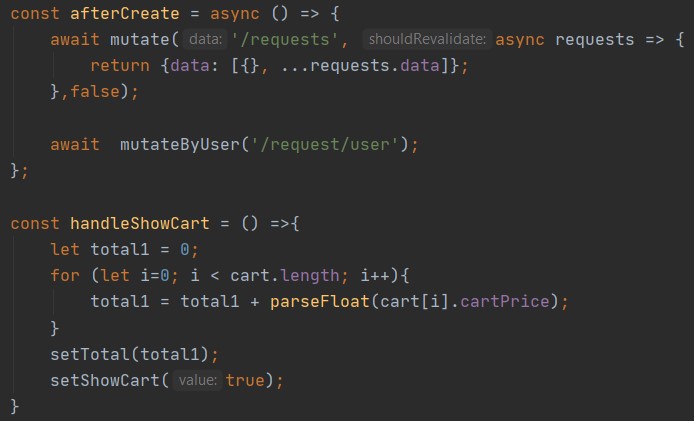 const afterCreate = async () => {
    await mutate( data: '/requests', shouldRevalidate: async requests => {
        return {data: [{}, ...requests.data]};
    },false);

    await  mutateByUser('/request/user');
};

const handleShowCart = () =>{
    let total1 = 0;
    for (let i=0; i < cart.length; i++){
        total1 = total1 + parseFloat(cart[i].cartPrice);
    }
    setTotal(total1);
    setShowCart( value: true);
}